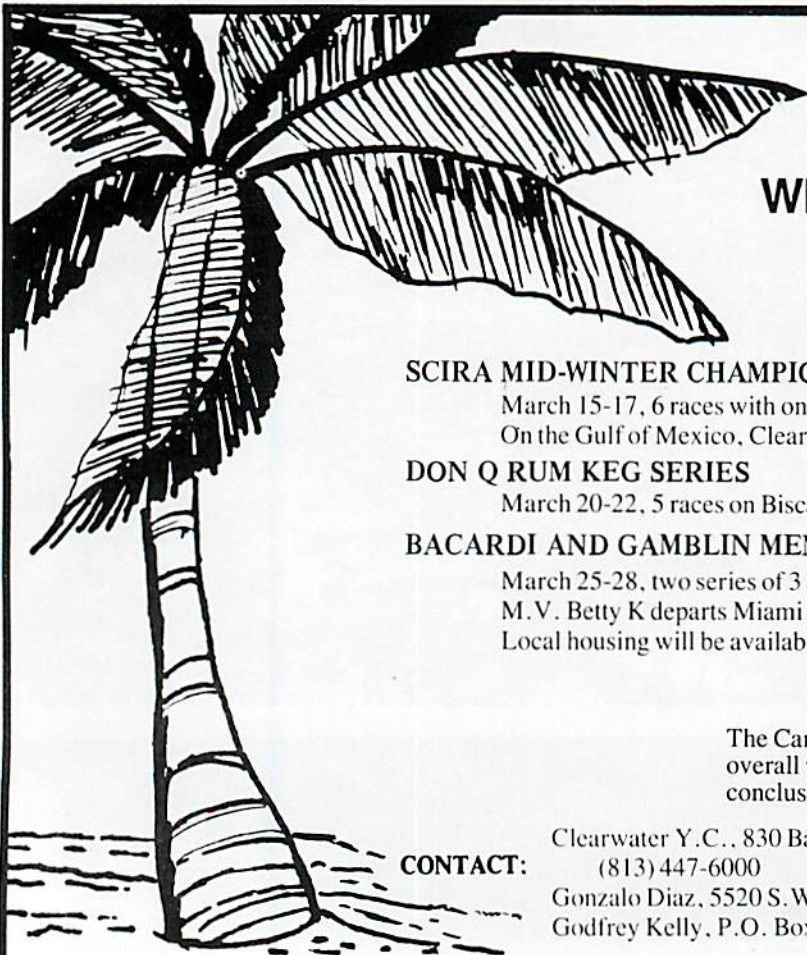 WI
SCIRA MID-WINTER CHAMPIO
March 15-17, 6 races with on
On the Gulf of Mexico, Clear
DON Q RUM KEG SERIES
March 20-22, 5 races on Bisc
BACARDI AND GAMBLIN MEM
March 25-28, two series of 3
M.V. Betty K departs Miami
Local housing will be availab
The Car
overall
conclus
CONTACT:
Clearwater Y.C., 830 Ba
(813) 447-6000
Gonzalo Diaz, 5520 S.W
Godfrey Kelly, P.O. Box